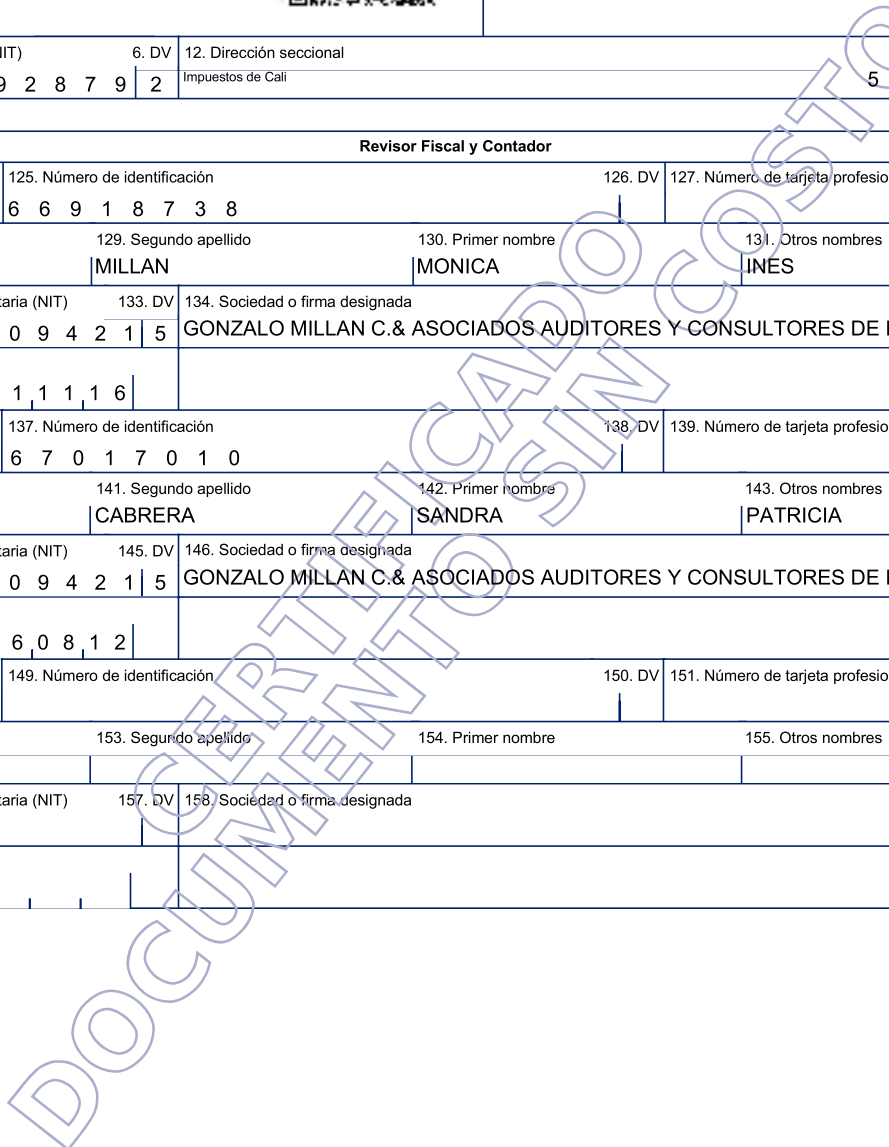 IIT) 6. DV 12. Dirección seccional
9 2 8 7 9 2 Impuestos de Cali 5
Revisor Fiscal y Contador
125. Número de identificación 126. DV 127. Número de tarjeta profesio
6 6 9 1 8 7 3 8
129. Segundo apellido 130. Primer nombre 131. Otros nombres
MILLAN MONICA INES
taria (NIT) 133. DV 134. Sociedad o firma designada
0 9 4 2 1 5 GONZALO MILLAN C.& ASOCIADOS AUDITORES Y CONSULTORES DE
1 1 1 1 6
137. Número de identificación 138. DV 139. Número de tarjeta profesio
6 7 0 1 7 0 1 0
141. Segundo apellido 142. Primer nombre 143. Otros nombres
CABRERA SANDRA PATRICIA
taria (NIT) 145. DV 146. Sociedad o firma designada
0 9 4 2 1 5 GONZALO MILLAN C.& ASOCIADOS AUDITORES Y CONSULTORES DE
6 0 8 1 2
149. Número de identificación 150. DV 151. Número de tarjeta profesio
153. Segundo apellido 154. Primer nombre 155. Otros nombres
taria (NIT) 157. DV 158. Sociedad o firma designada
CERTIFICADO
DOCUMENTO SIN COSTO